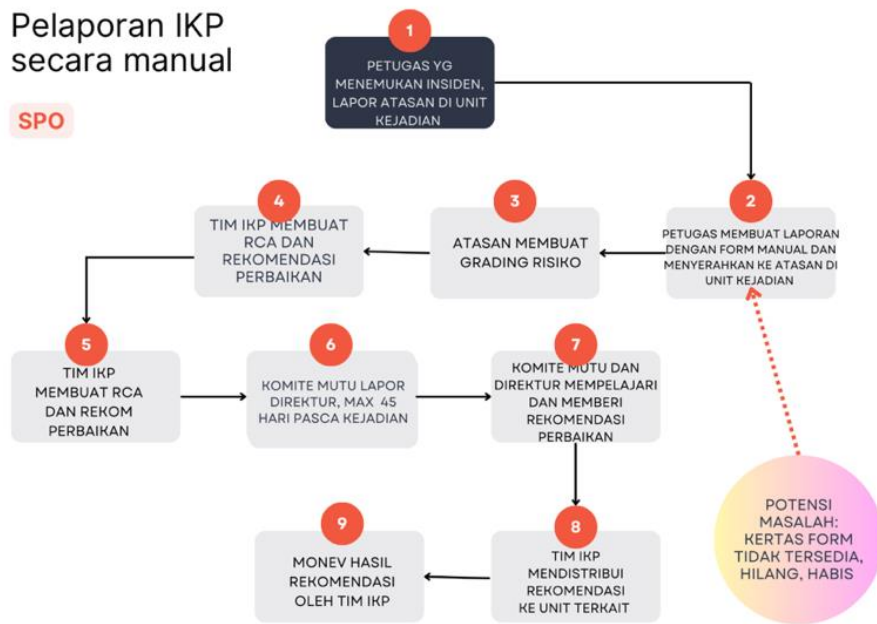 Pelaporan IKP
secara manual
SPO
1
PETUGAS YG
MENEMUKAN INSIDEN,
LAPOR ATASAN DI UNIT
KEJADIAN
2
PETUGAS MEMBUAT LAPORAN
DENGAN FORM MANUAL DAN
MENYERAHKAN KE ATASAN DI
UNIT KEJADIAN
3
ATASAN MEMBUAT
GRADING RISIKO
4
TIM IKP MEMBUAT
RCA DAN
REKOMENDASI
PERBAIKAN
5
TIM IKP
MEMBUAT RCA
DAN REKOM
PERBAIKAN
6
KOMITE MUTU LAPOR
DIREKTUR, MAX 45
HARI PASCA KEJADIAN
7
KOMITE MUTU DAN
DIREKTUR MEMPELAJARI
DAN MEMBERI
REKOMENDASI
PERBAIKAN
8
TIM IKP
MENDISTRIBUI
REKOMENDASI
KE UNIT TERKAIT
9
MONEV HASIL
REKOMENDASI
OLEH TIM IKP
POTENSI
MASALAH:
KERTAS FORM
TIDAK TERSEDIA,
HILANG, HABIS